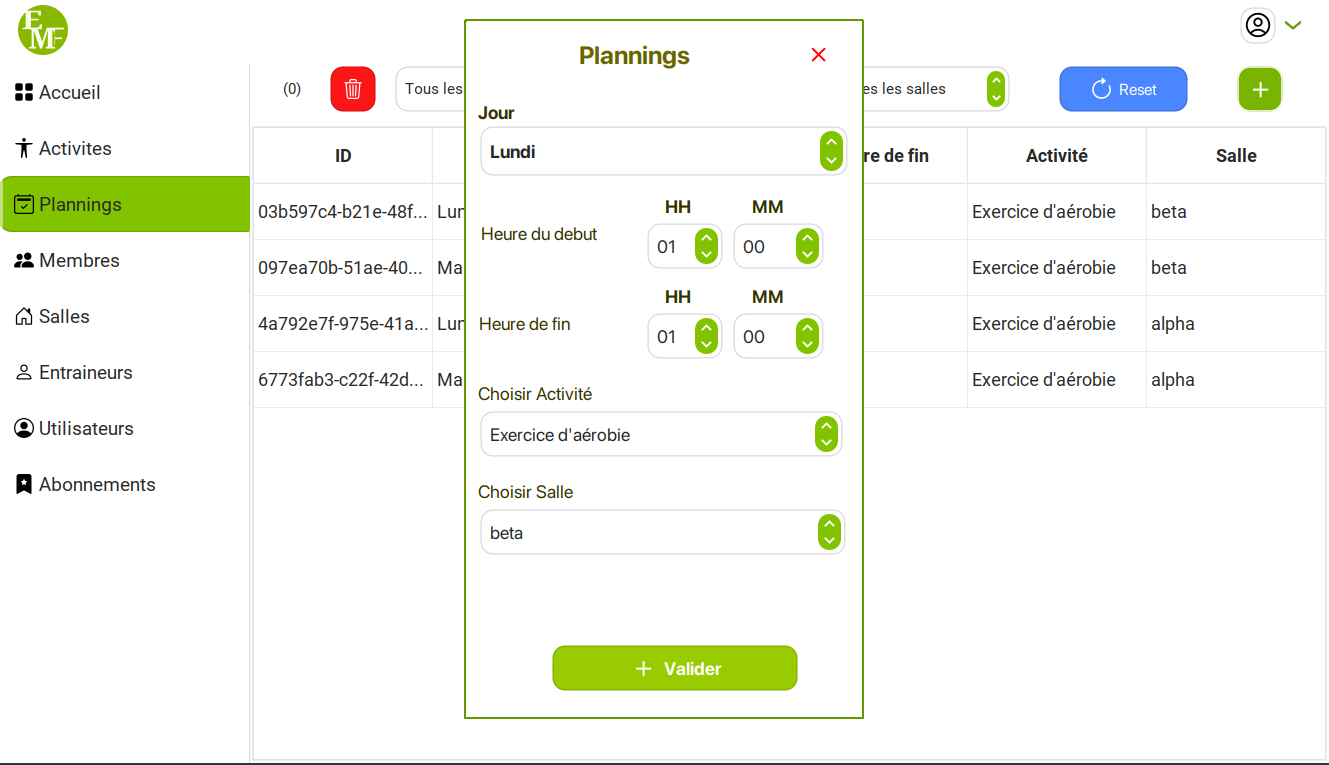 EMF
Accueil
Activites
Plannings
Membres
Salles
Entraineurs
Utilisateurs
Abonnements
(0)
Tous les
es les salles
Reset
ID
re de fin
Activité
Salle
03b597c4-b21e-48f...
Lun
Exercice d'aérobie
beta
097ea70b-51ae-40...
Ma
Exercice d'aérobie
beta
4a792e7f-975e-41a...
Lun
Exercice d'aérobie
alpha
6773fab3-c22f-42d...
Ma
Exercice d'aérobie
alpha
Plannings
Jour
Lundi
HH
MM
Heure du debut
01
00
HH
MM
Heure de fin
01
00
Choisir Activité
Exercice d'aérobie
Choisir Salle
beta
Valider